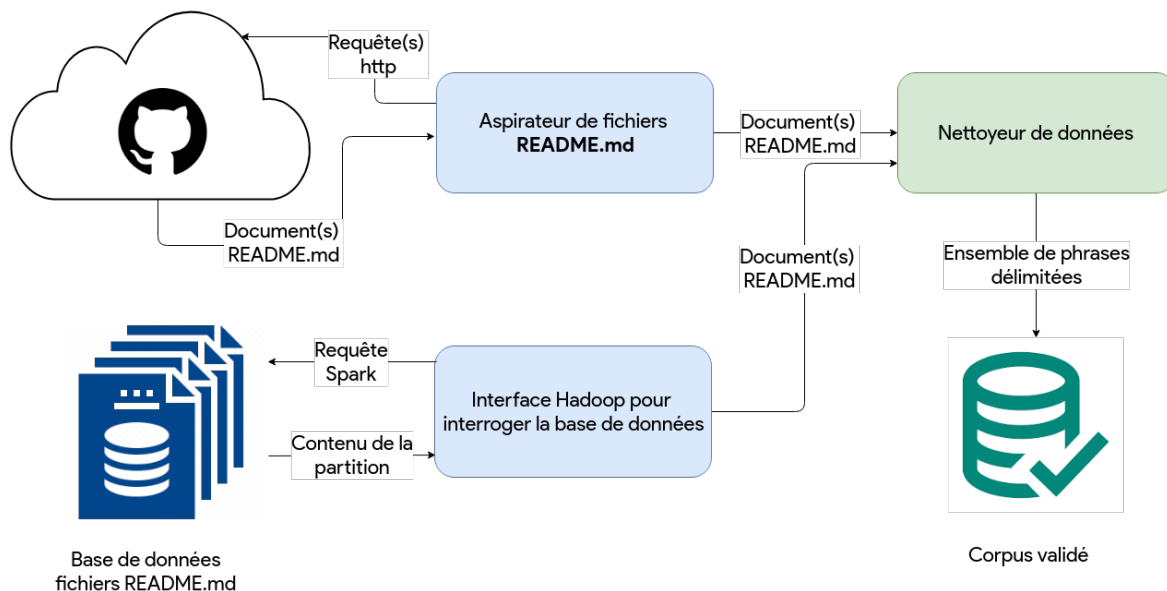 Requête(s)
http
Aspirateur de fichiers
README.md
Document(s)
README.md
Nettoyeur de données
Document(s)
README.md
Document(s)
README.md
Ensemble de phrases
délimitées
Requête
Spark
Interface Hadoop pour
interroger la base de données
Contenu de la
partition
Base de données
fichiers README.md
Corpus validé